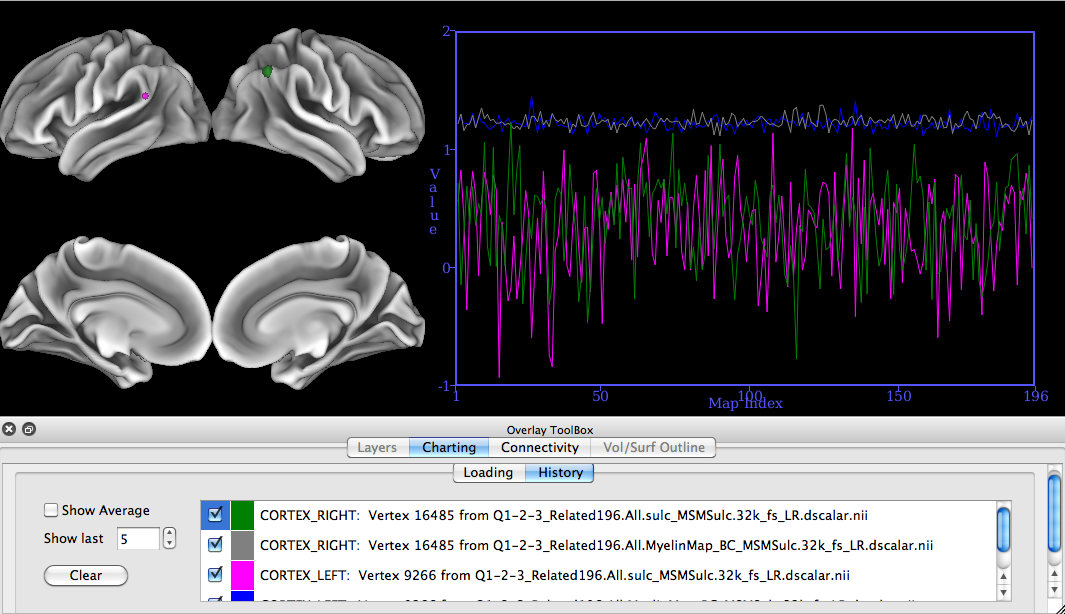 2
1
0
-1
Value
1 50 100 150 196
Map Index
Overlay ToolBox
Layers Charting Connectivity Vol/Surf Outline
Loading History
Show Average
Show last 5
Clear
CORTEX_RIGHT: Vertex 16485 from Q1-2-3_Related196.All.sulc_MSMSulc.32k_fs_LR.dscalar.nii
CORTEX_RIGHT: Vertex 16485 from Q1-2-3_Related196.All.MyelinMap_BC_MSMSulc.32k_fs_LR.dscalar.nii
CORTEX_LEFT: Vertex 9266 from Q1-2-3_Related196.All.sulc_MSMSulc.32k_fs_LR.dscalar.nii